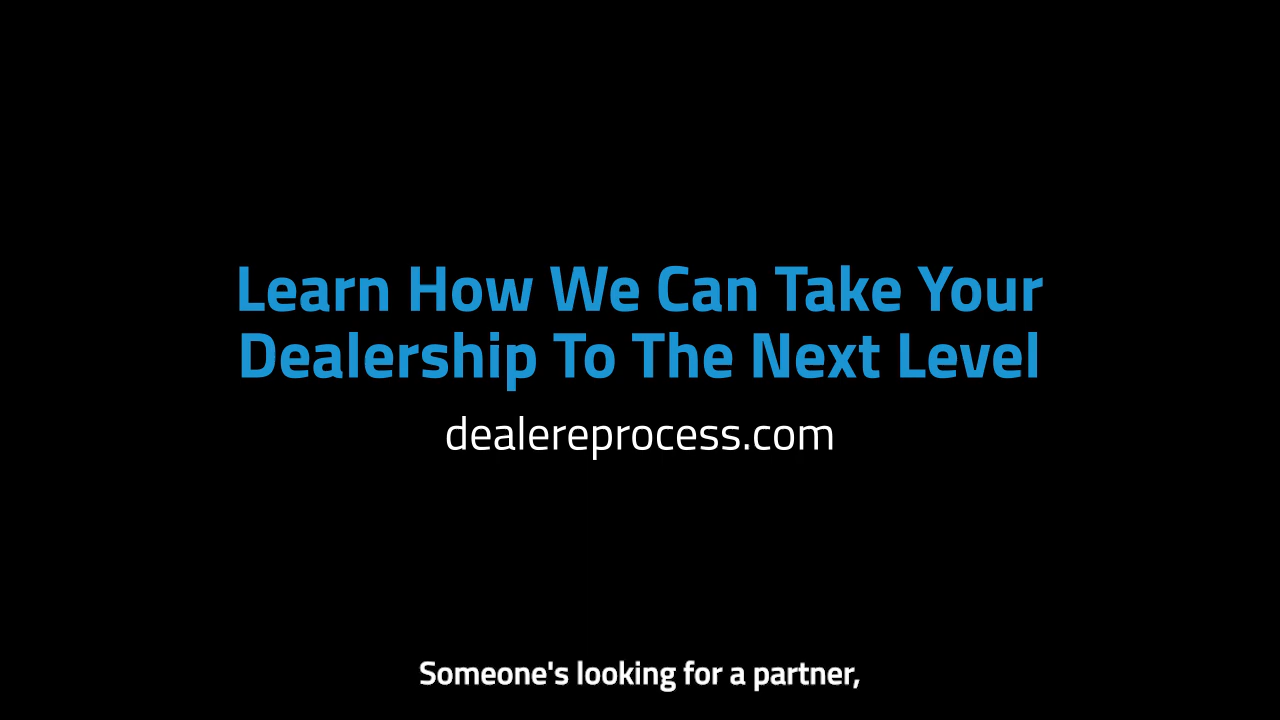 Learn How We Can Take Your
Dealership To The Next Level
dealereprocess.com
Someone's looking for a partner,